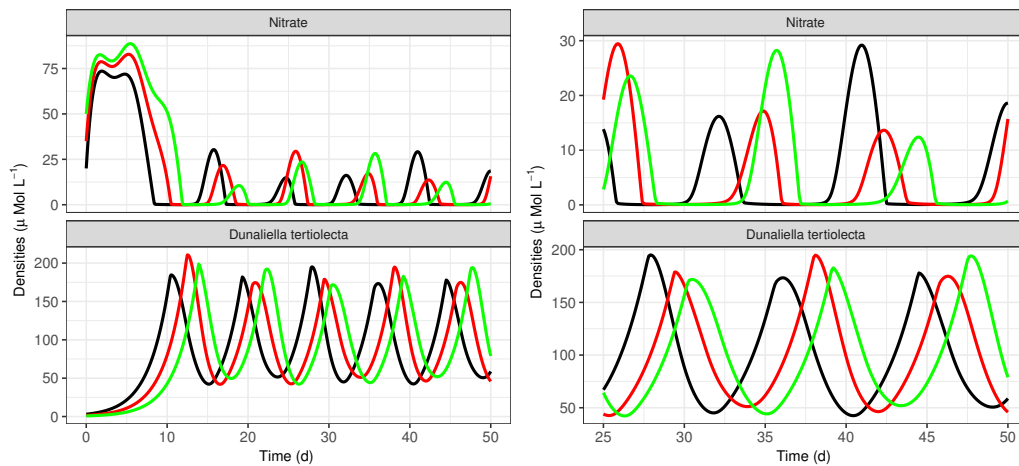 Nitrate
75
50
25
0
Dunaliella tertiolecta
200
150
100
50
0
0 10 20 30 40 50
Time (d)
Densities (μ Mol L⁻¹)
Nitrate
30
20
10
0
Dunaliella tertiolecta
200
150
100
50
25 30 35 40 45 50
Time (d)
Densities (μ Mol L⁻¹)